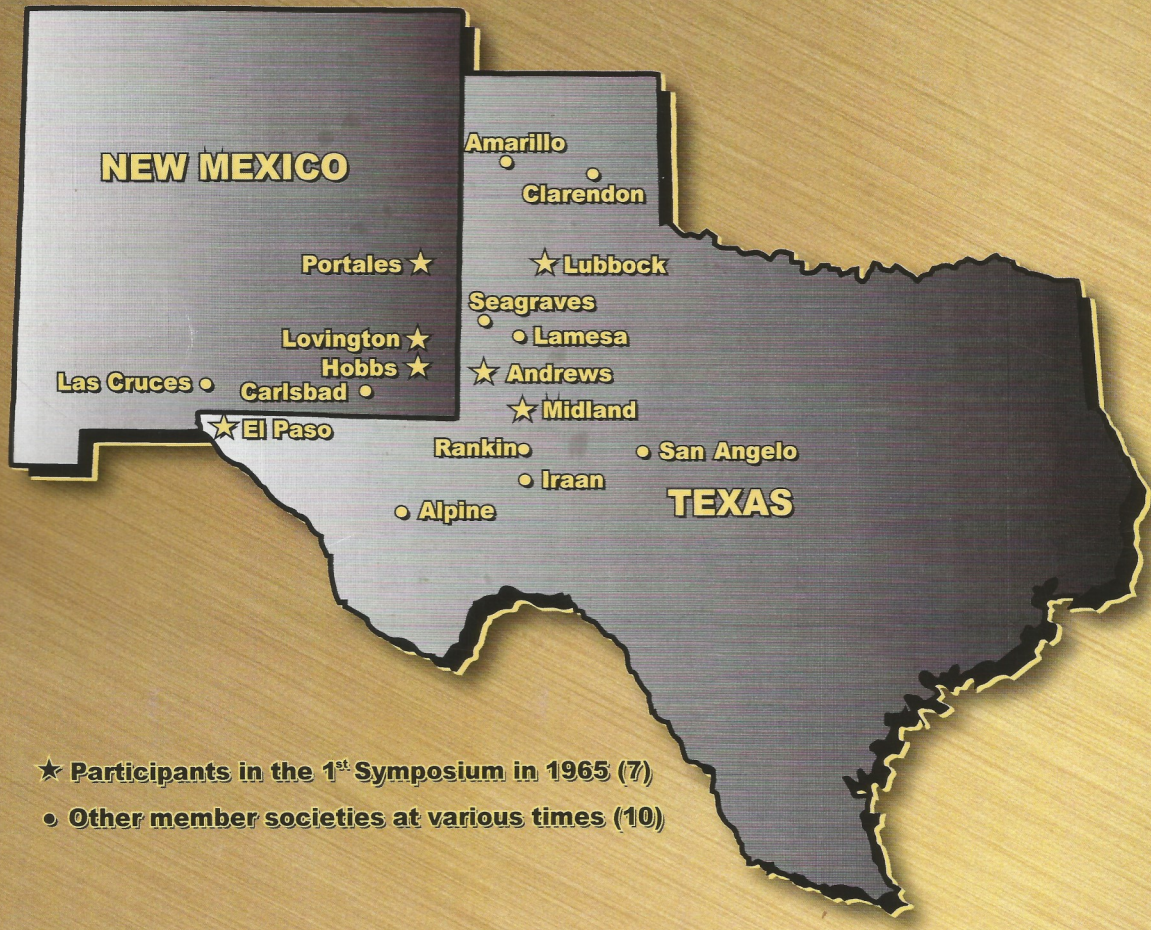 Amarillo
NEW MEXICO
Clarendon
Portales
Lubbock
Seagraves
Lovington
Lamesa
Hobbs
Andrews
Las Cruces
Carlsbad
Midland
El Paso
Rankin
San Angelo
Iraan
TEXAS
Alpine
Participants in the 1st Symposium in 1965 (7)
Other member societies at various times (10)